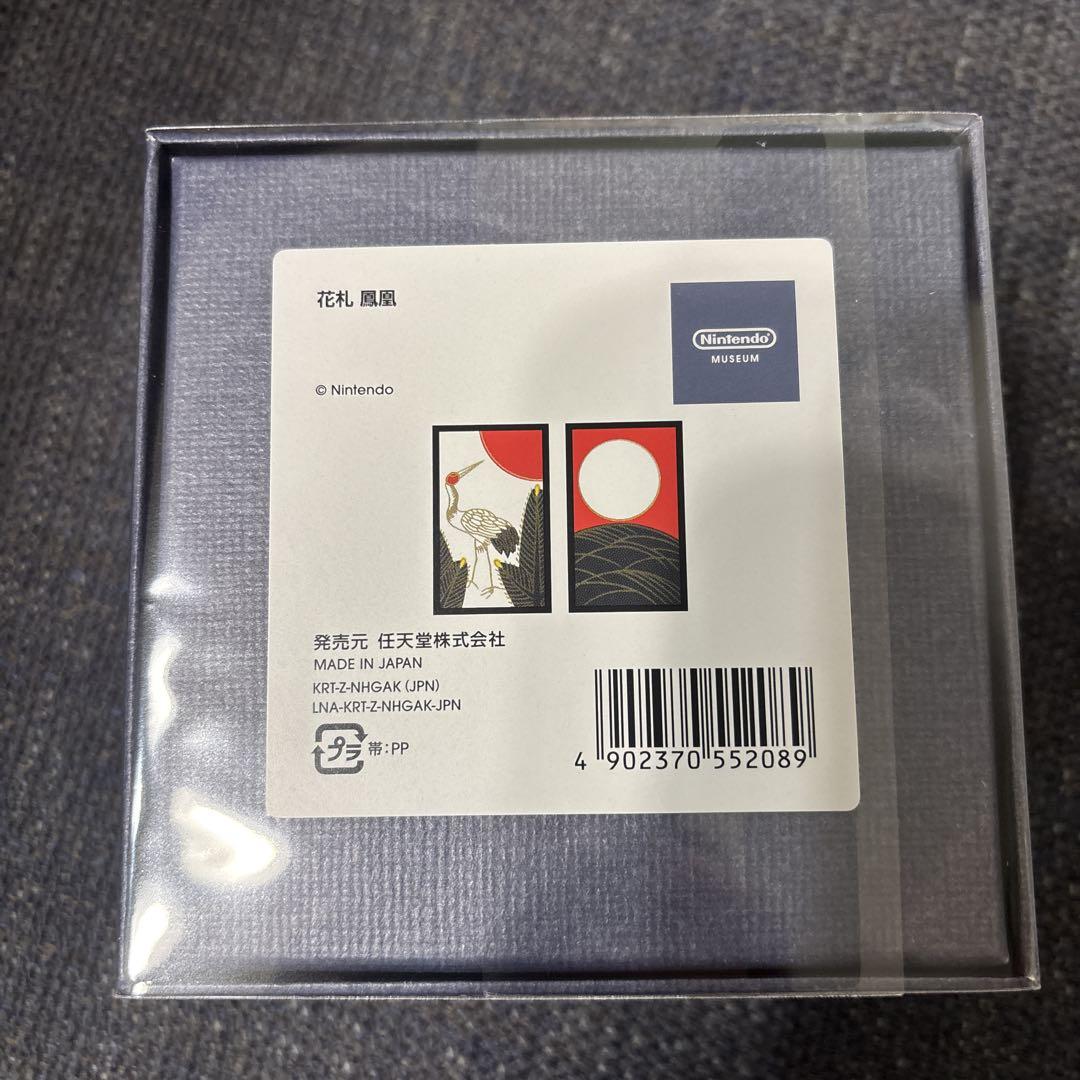 花札 鳳凰
Nintendo
MUSEUM
© Nintendo
発売元 任天堂株式会社
MADE IN JAPAN
KRT-Z-NHGAK (JPN)
LNA-KRT-Z-NHGAK-JPN
プラ 帯:PP
4 902370 552089